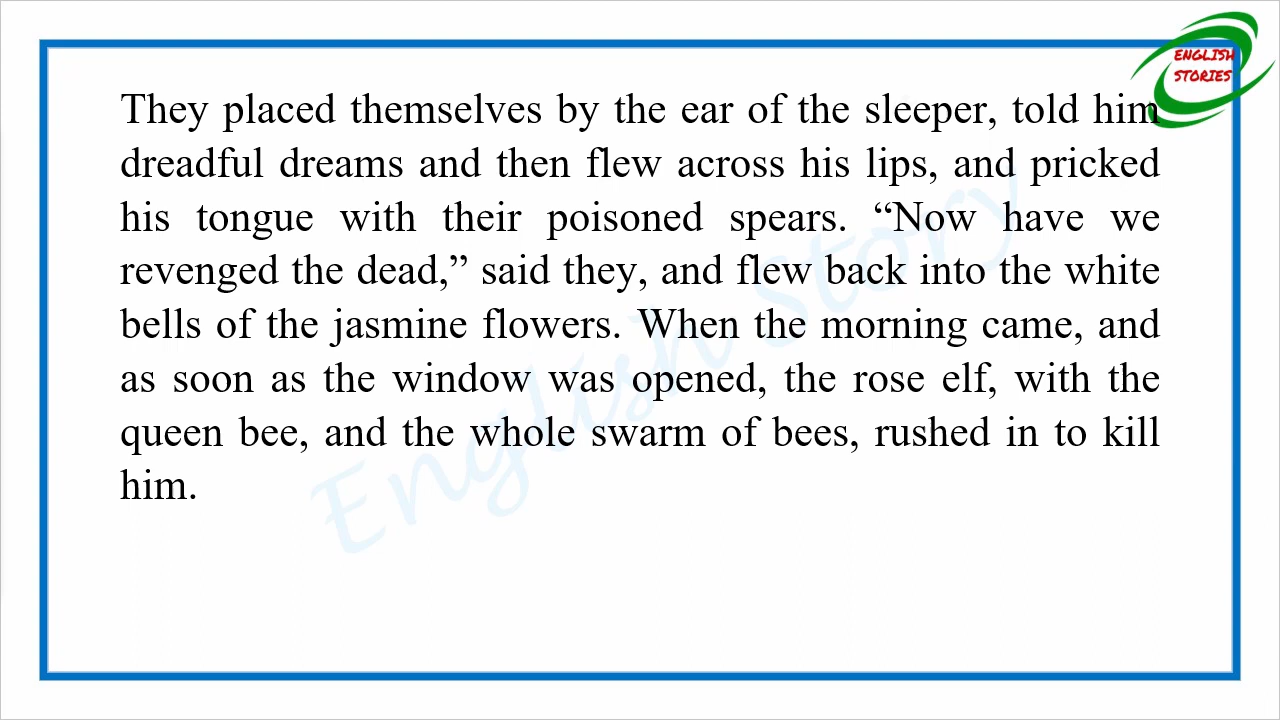 ENGLISH
STORIES
They placed themselves by the ear of the sleeper, told him
dreadful dreams and then flew across his lips, and pricked
his tongue with their poisoned spears. “Now have we
revenged the dead,” said they, and flew back into the white
bells of the jasmine flowers. When the morning came, and
as soon as the window was opened, the rose elf, with the
queen bee, and the whole swarm of bees, rushed in to kill
him.
English Story